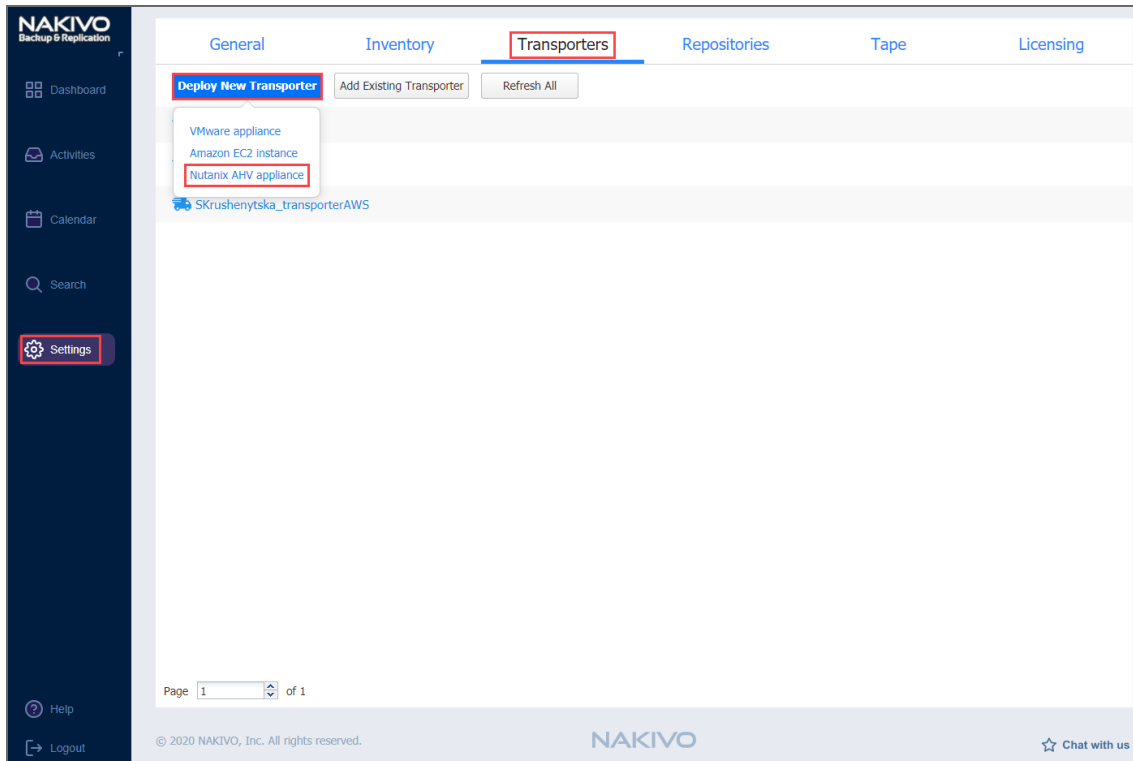 NAKIVO
Backup & Replication
General Inventory Transporters Repositories Tape Licensing
Deploy New Transporter Add Existing Transporter Refresh All
Dashboard
VMware appliance
Amazon EC2 instance
Activities
Nutanix AHV appliance
SKrushenytska_transporterAWS
Calendar
Search
Settings
Page 1 of 1
Help
© 2020 NAKIVO, Inc. All rights reserved. NAKIVO Chat with us
Logout